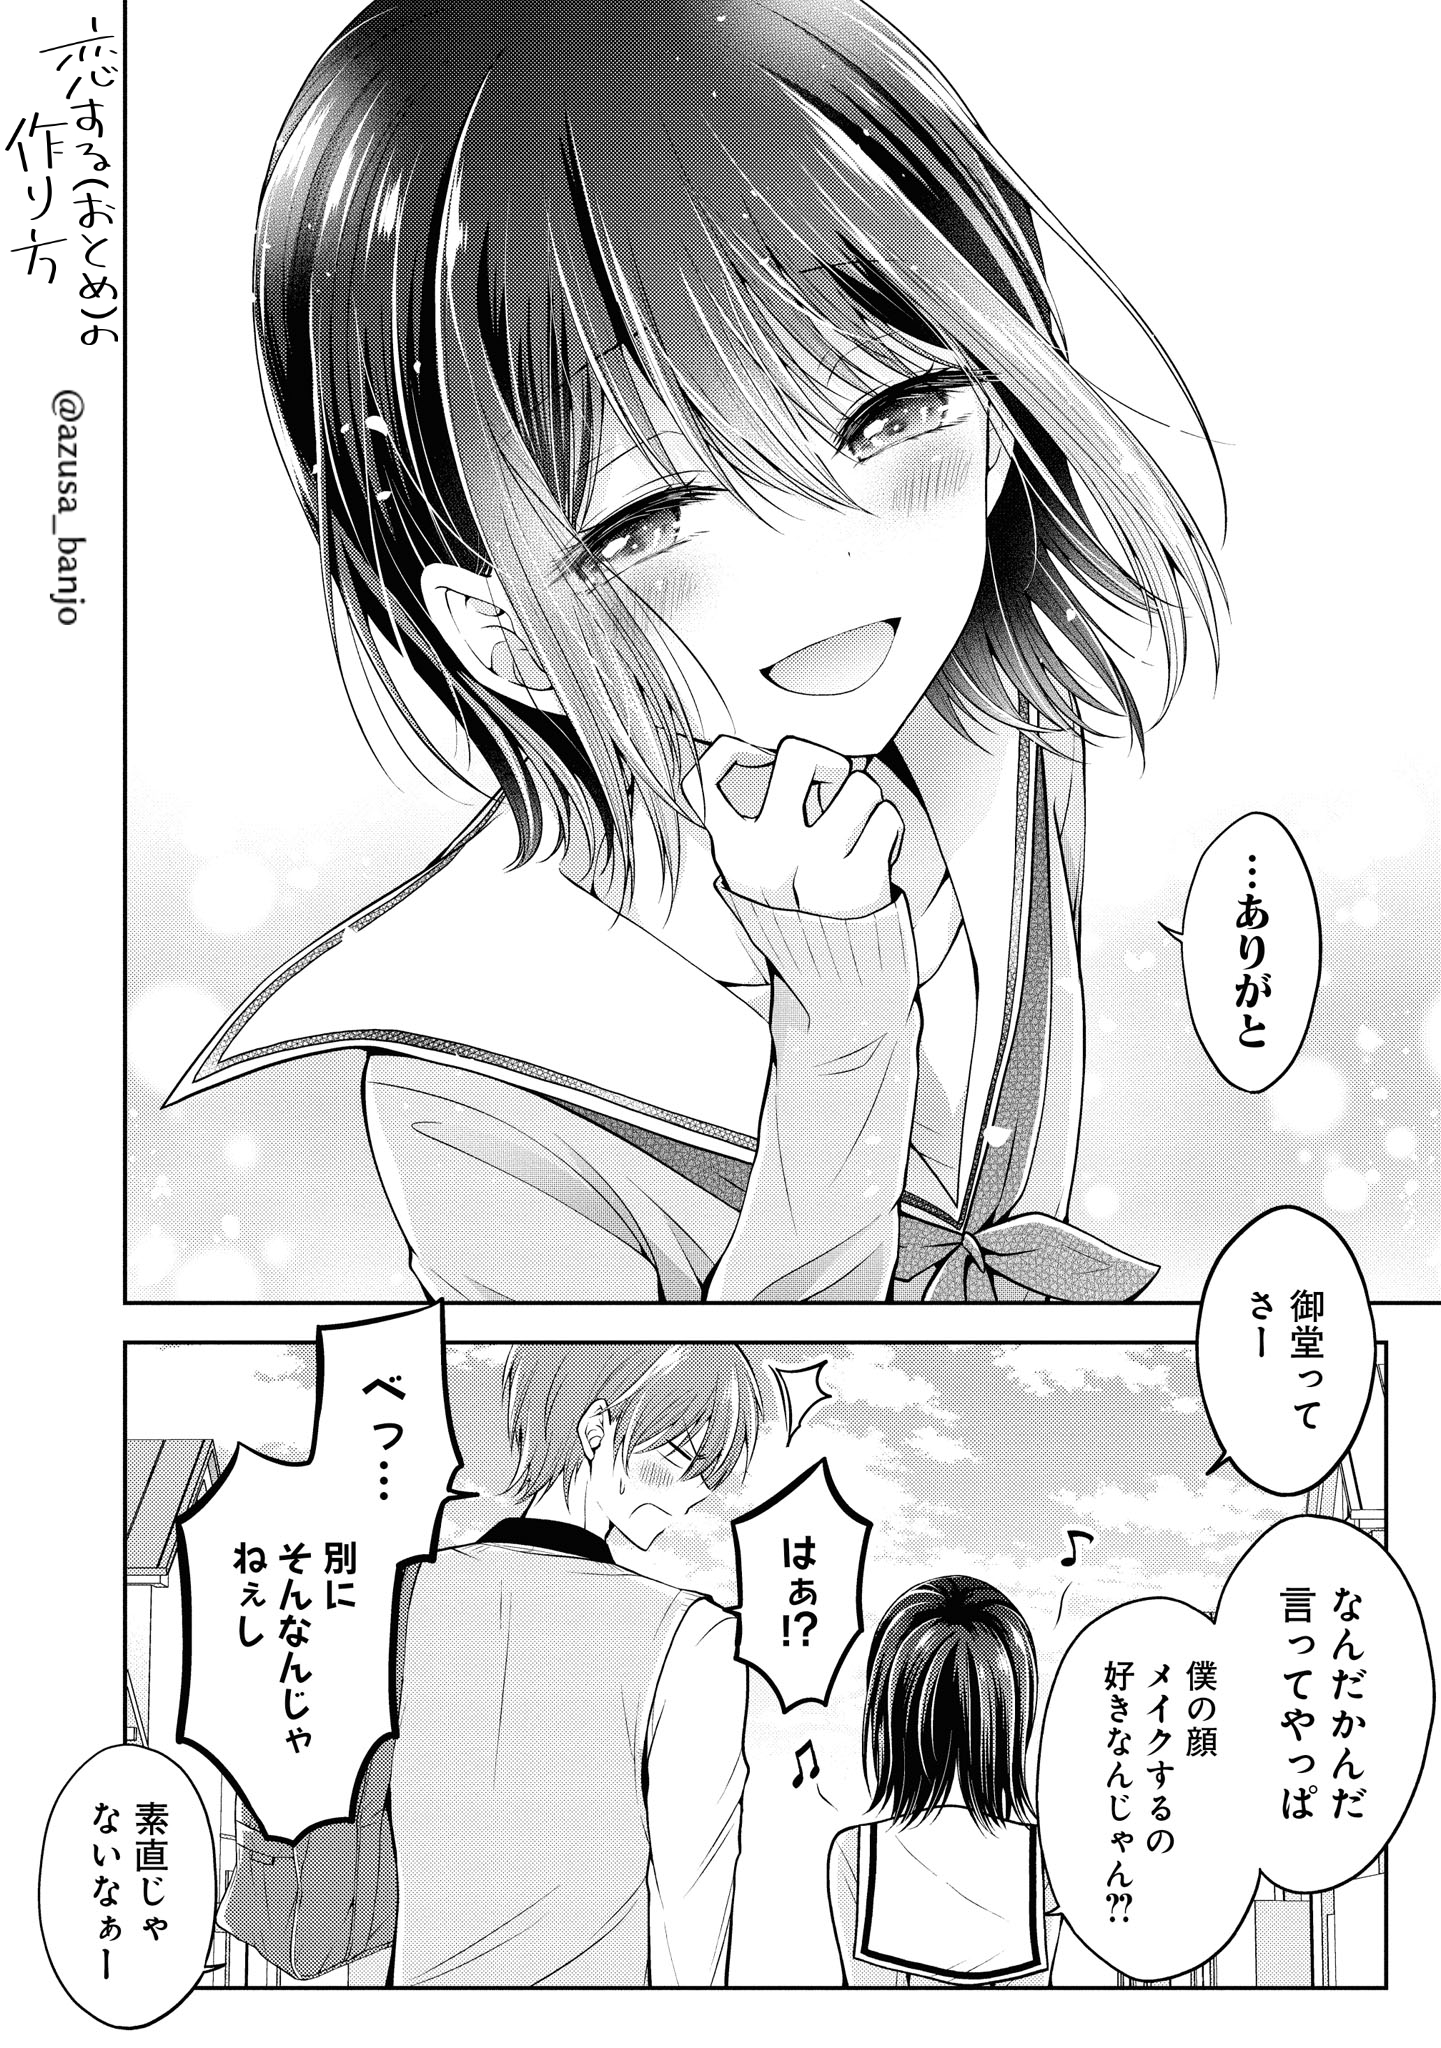 恋する(おとめ)の
作り方
@azusa_banjo
…ありがと
御堂って
さー
なんだかんだ
言ってやっぱ
僕の顔
メイクするの
好きなんじゃん??
はぁ!?
べっ…
別に
そんなんじゃ
ねぇし
素直じゃ
ないなぁー